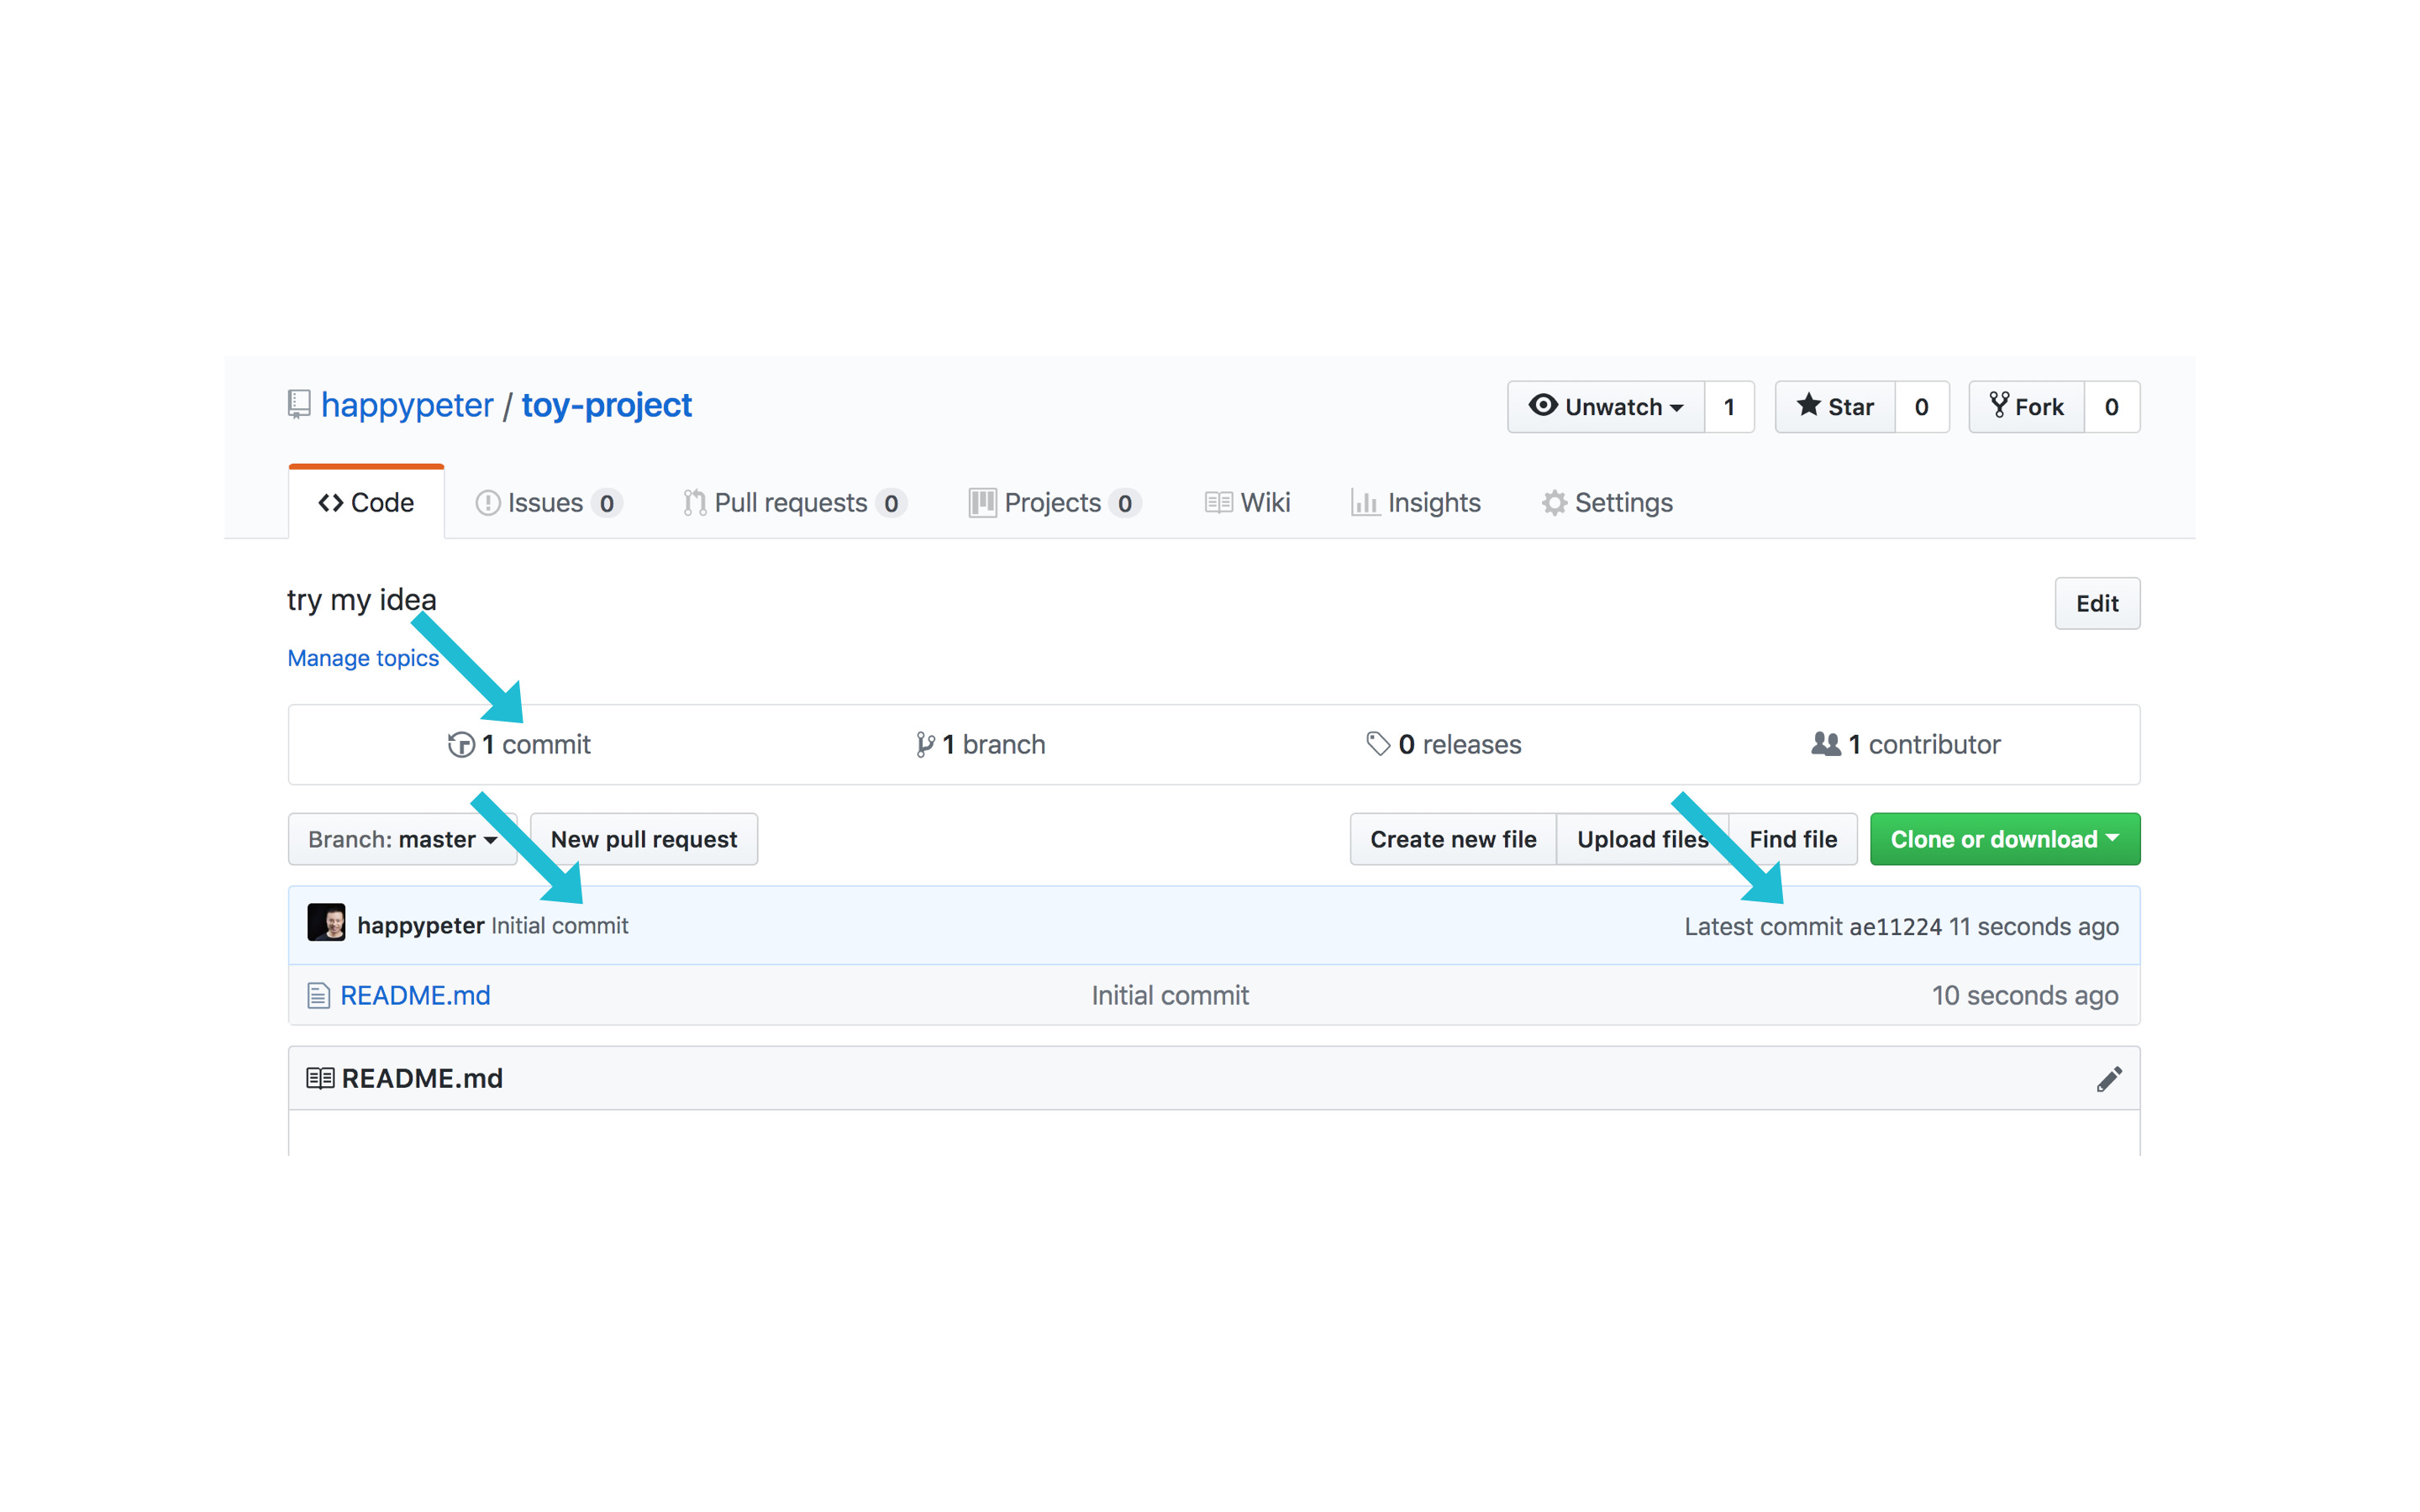 happypeter / toy-project
Unwatch 1 Star 0 Fork 0
Code Issues 0 Pull requests 0 Projects 0 Wiki Insights Settings
try my idea
Edit
Manage topics
1 commit 1 branch 0 releases 1 contributor
Branch: master New pull request Create new file Upload files Find file Clone or download
happypeter Initial commit Latest commit ae11224 11 seconds ago
README.md Initial commit 10 seconds ago
README.md